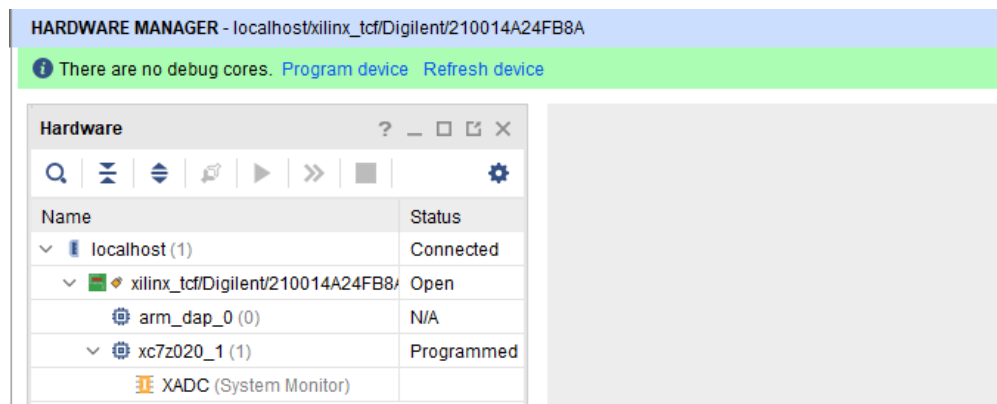 HARDWARE MANAGER - localhost/xilinx_tcf/Digilent/210014A24FB8A
There are no debug cores. Program device Refresh device
Hardware
Name Status
localhost (1) Connected
xilinx_tcf/Digilent/210014A24FB8A Open
arm_dap_0 (0) N/A
xc7z020_1 (1) Programmed
XADC (System Monitor)